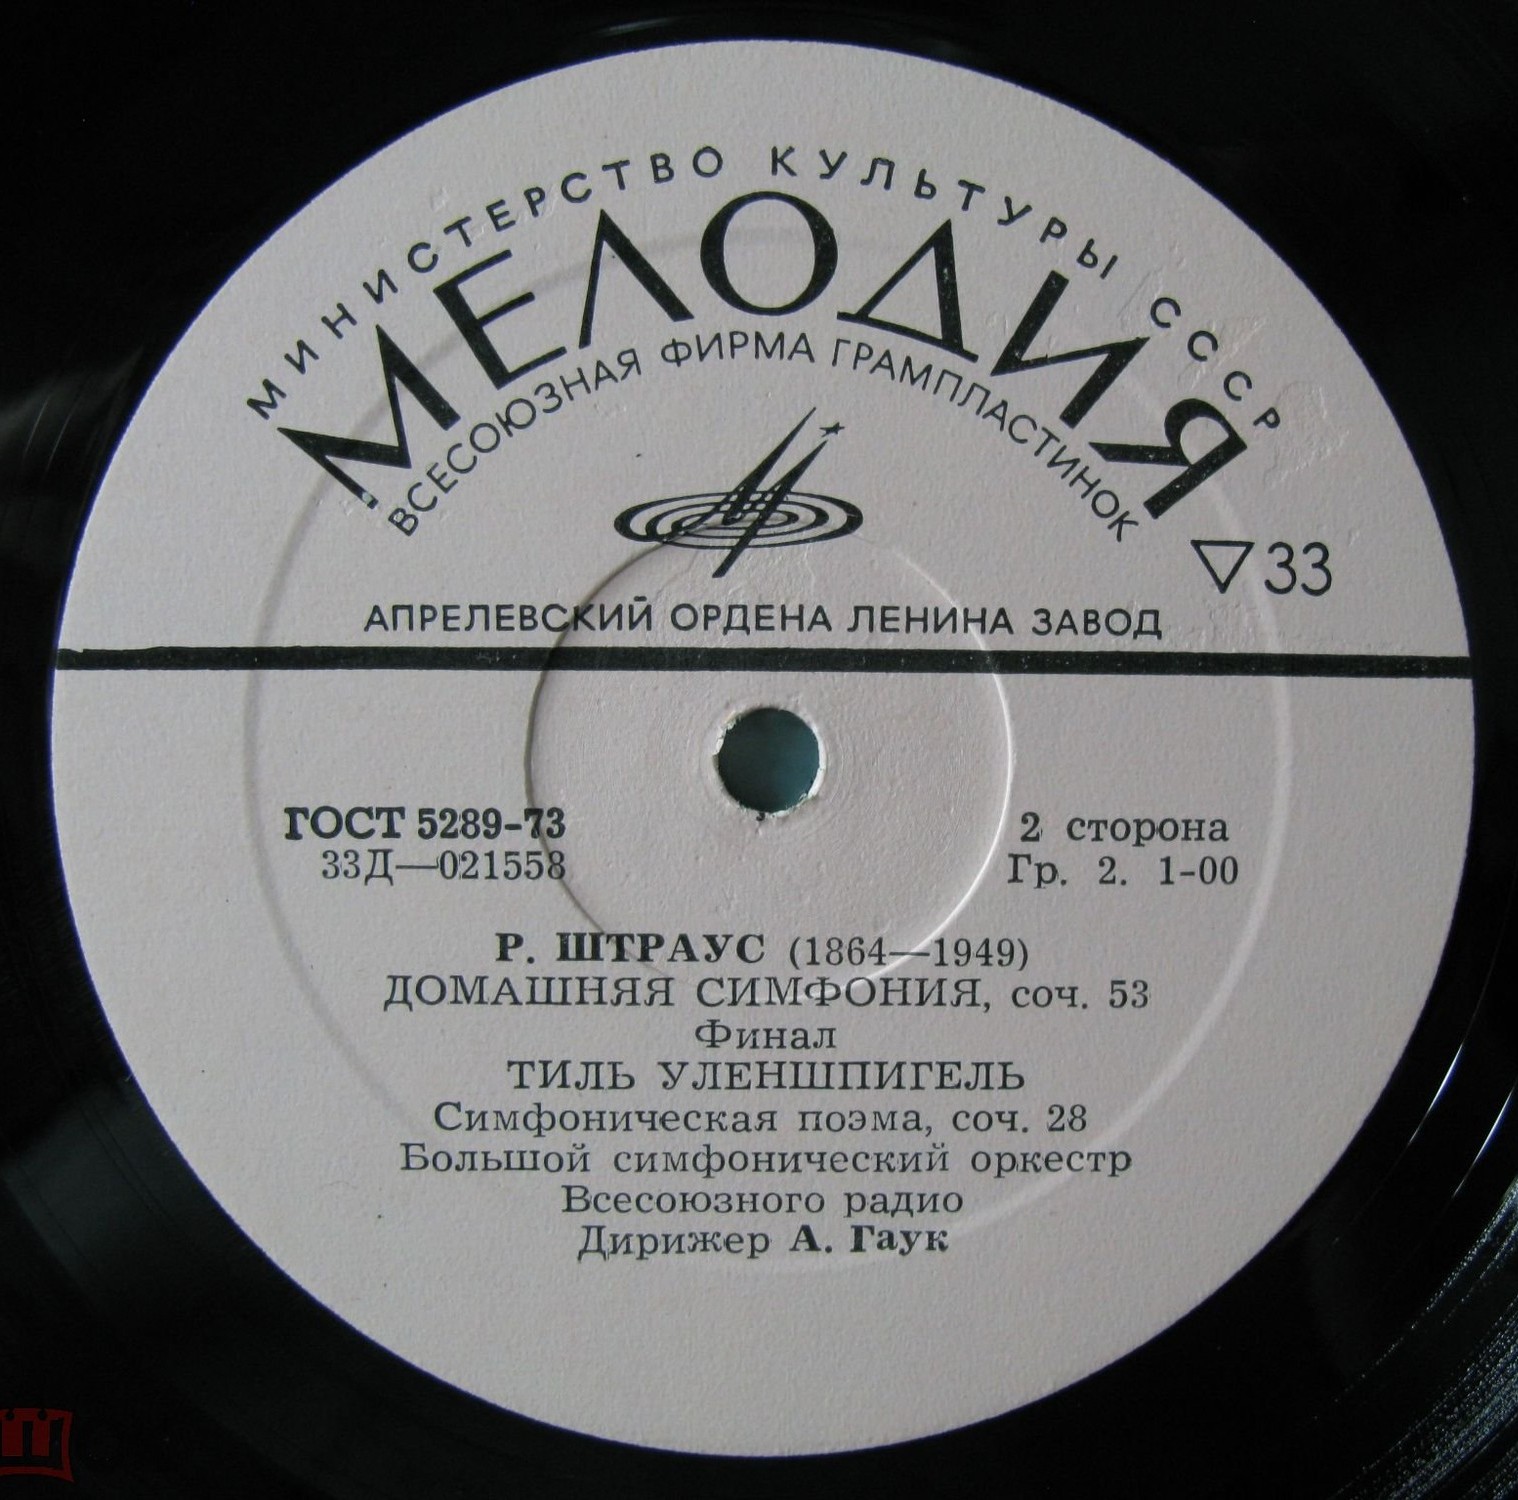 МИНИСТЕРСТВО КУЛЬТУРЫ СССР
МЕЛОДИЯ
ВСЕСОЮЗНАЯ ФИРМА ГРАМПЛАСТИНОК
33
АПРЕЛЕВСКИЙ ОРДЕНА ЛЕНИНА ЗАВОД
ГОСТ 5289-73
33Д—021558
2 сторона
Гр. 2. 1-00
Р. ШТРАУС (1864—1949)
ДОМАШНЯЯ СИМФОНИЯ, соч. 53
Финал
ТИЛЬ УЛЕНШПИГЕЛЬ
Симфоническая поэма, соч. 28
Большой симфонический оркестр
Всесоюзного радио
Дирижер А. Гаук